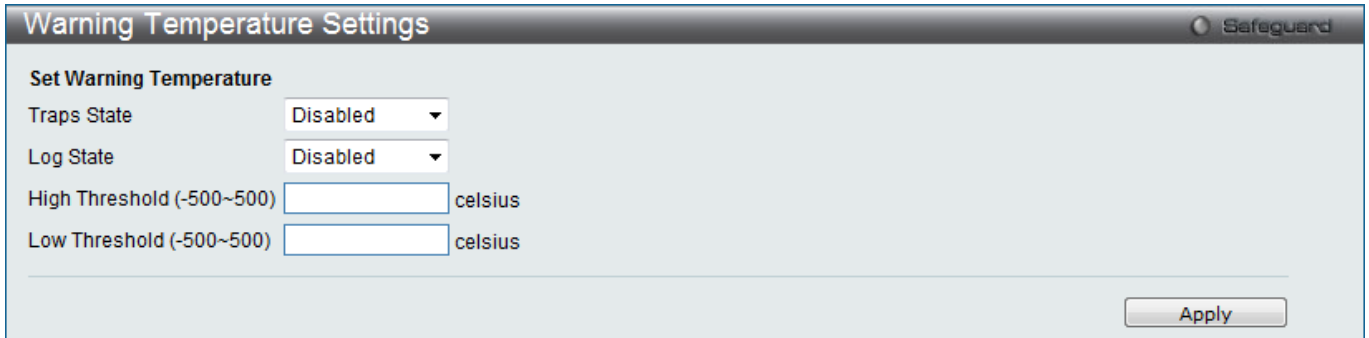 Warning Temperature Settings
Safeguard
Set Warning Temperature
Traps State Disabled
Log State Disabled
High Threshold (-500~500) celsius
Low Threshold (-500~500) celsius
Apply